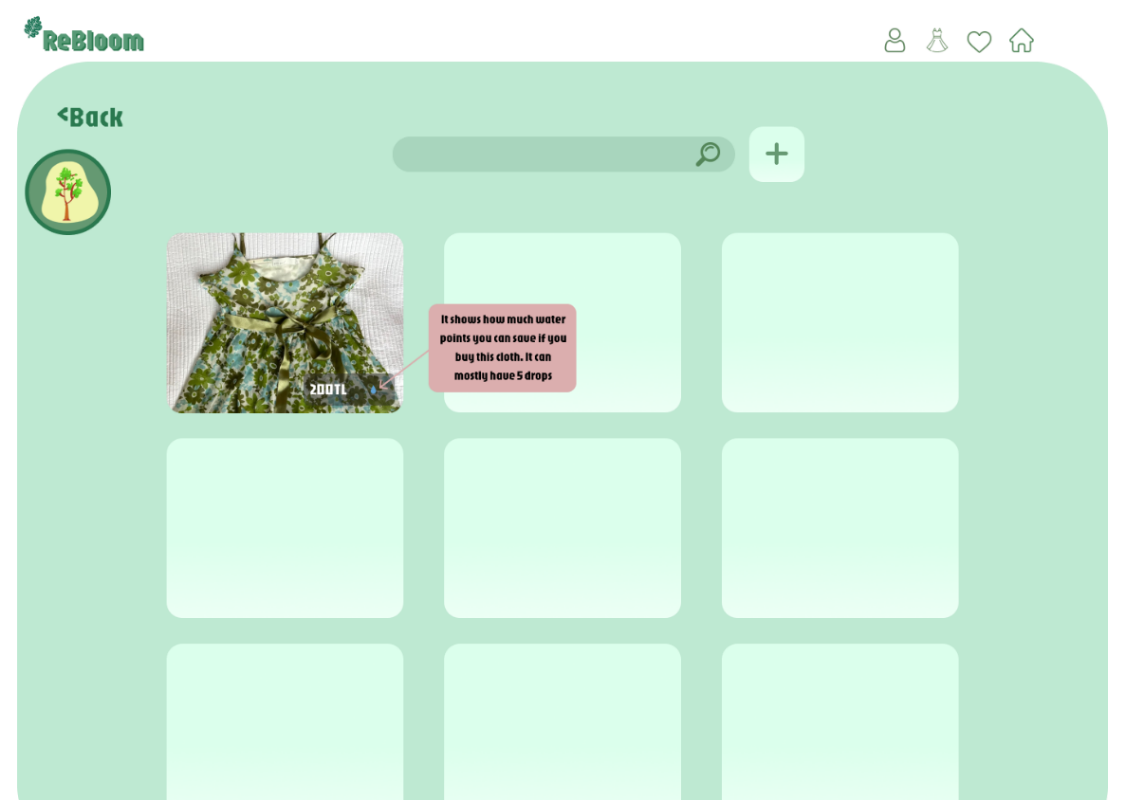 ReBloom
<Back
It shows how much water
points you can save if you
buy this cloth. It can
mostly have 5 drops
200TL